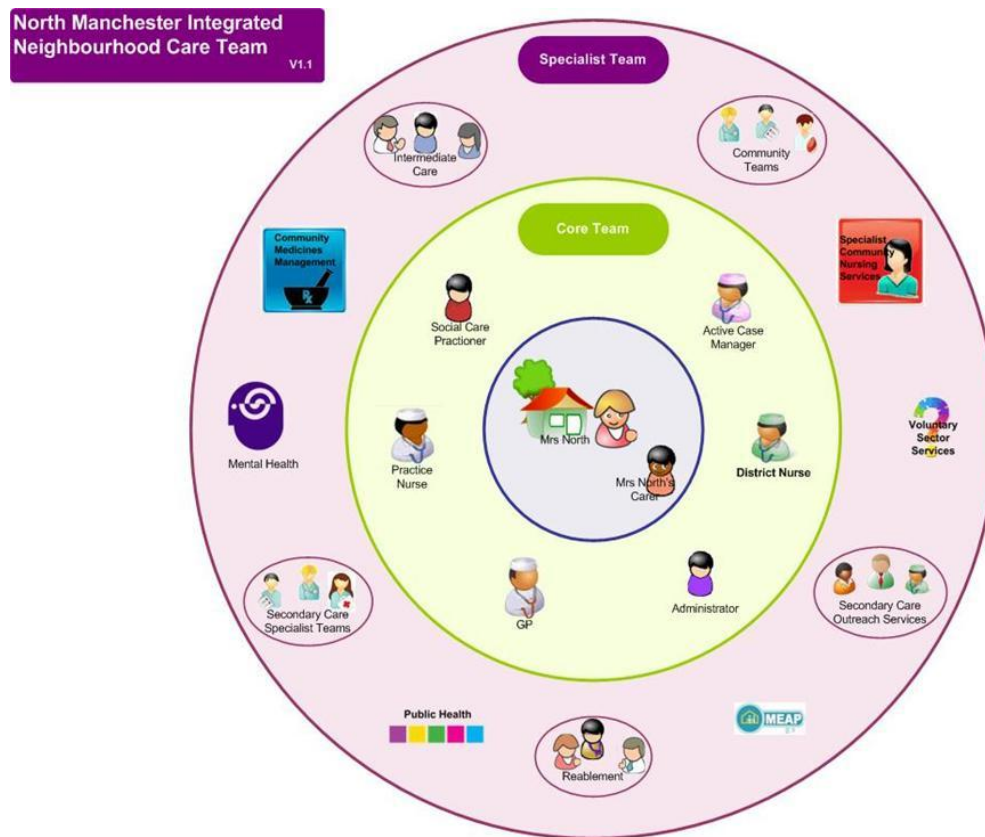 North Manchester Integrated
Neighbourhood Care Team
V1.1
Specialist Team
Intermediate
Care
Community
Teams
Core Team
Community
Medicines
Management
Rx
Specialist
Community
Nursing
Services
Social Care
Practioner
Active Case
Manager
Mrs North
Mrs North's
Carer
Mental Health
Practice
Nurse
District Nurse
Voluntary
Sector
Services
GP
Administrator
Secondary Care
Specialist Teams
Secondary Care
Outreach Services
Public Health
MEAP
Reablement